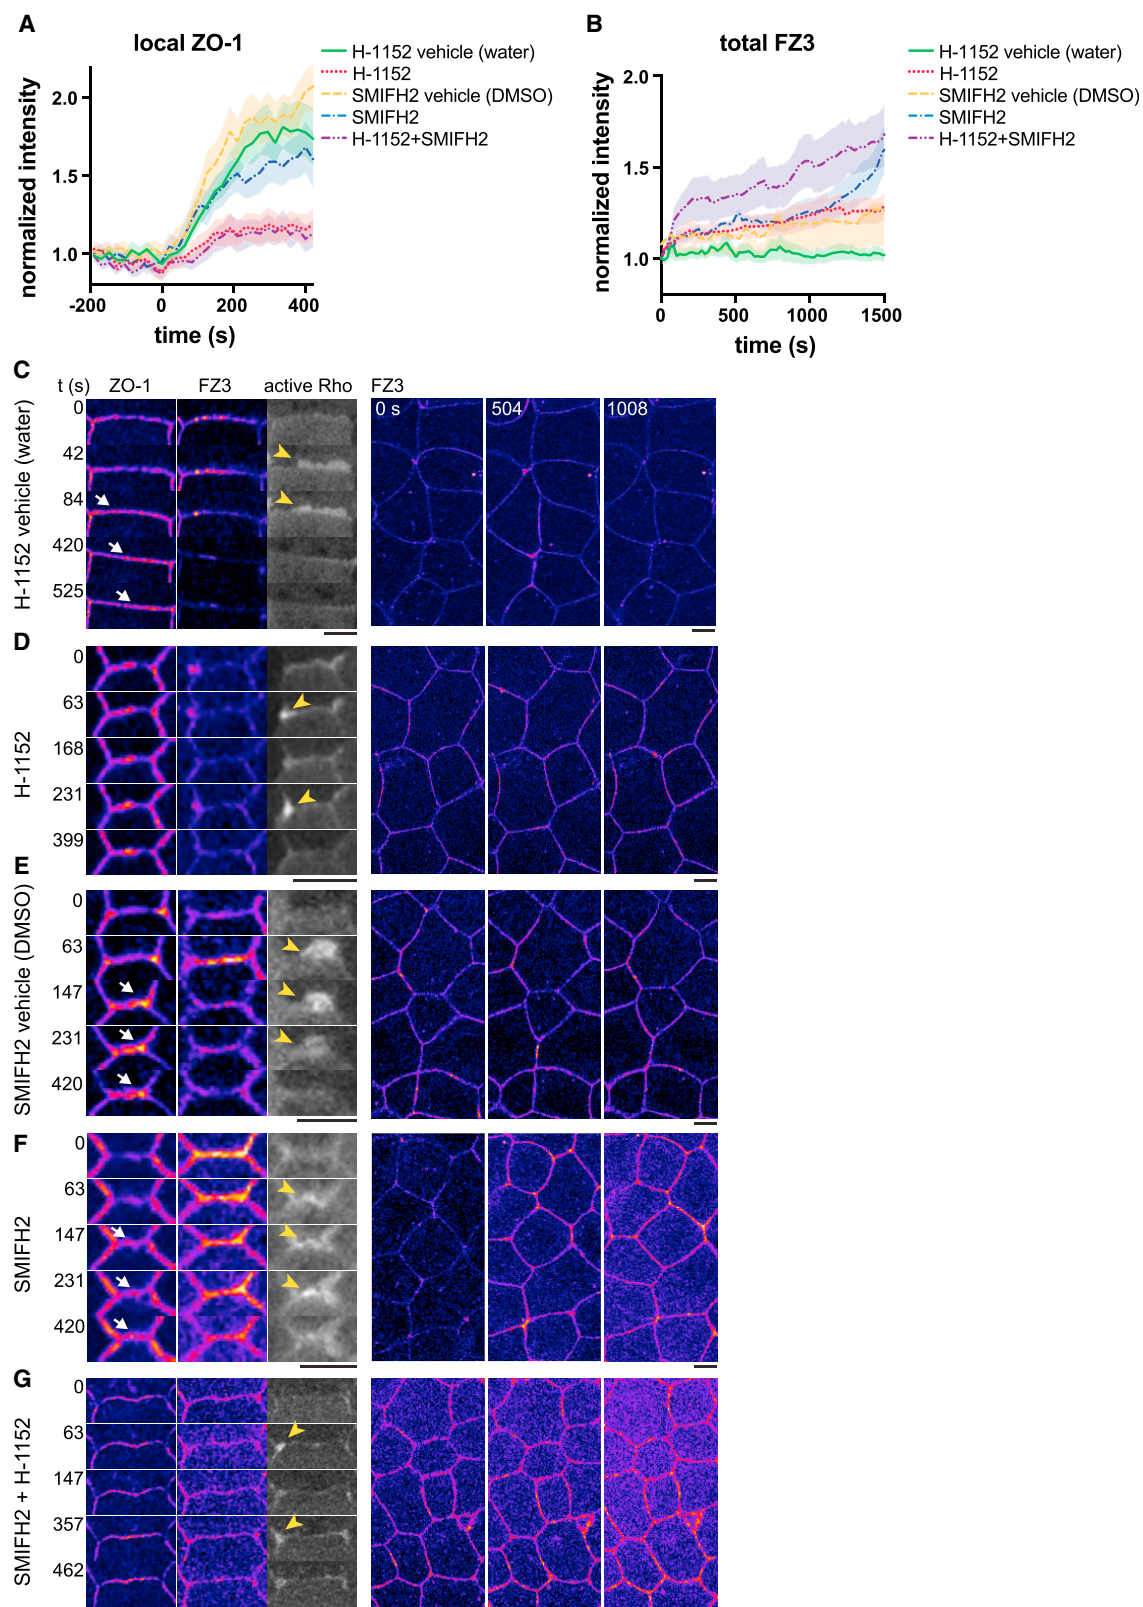 A
local ZO-1
normalized intensity
2.0
1.5
1.0
-200
0
200
400
time (s)
H-1152 vehicle (water)
H-1152
SMIFH2 vehicle (DMSO)
SMIFH2
H-1152+SMIFH2
B
total FZ3
normalized intensity
2.0
1.5
1.0
0
500
1000
1500
time (s)
H-1152 vehicle (water)
H-1152
SMIFH2 vehicle (DMSO)
SMIFH2
H-1152+SMIFH2
C
t (s) ZO-1 FZ3 active Rho FZ3
H-1152 vehicle (water)
0
42
84
420
525
0 s 504 1008
D
H-1152
0
63
168
231
399
E
SMIFH2 vehicle (DMSO)
0
63
147
231
420
F
SMIFH2
0
63
147
231
420
G
SMIFH2 + H-1152
0
63
147
357
462